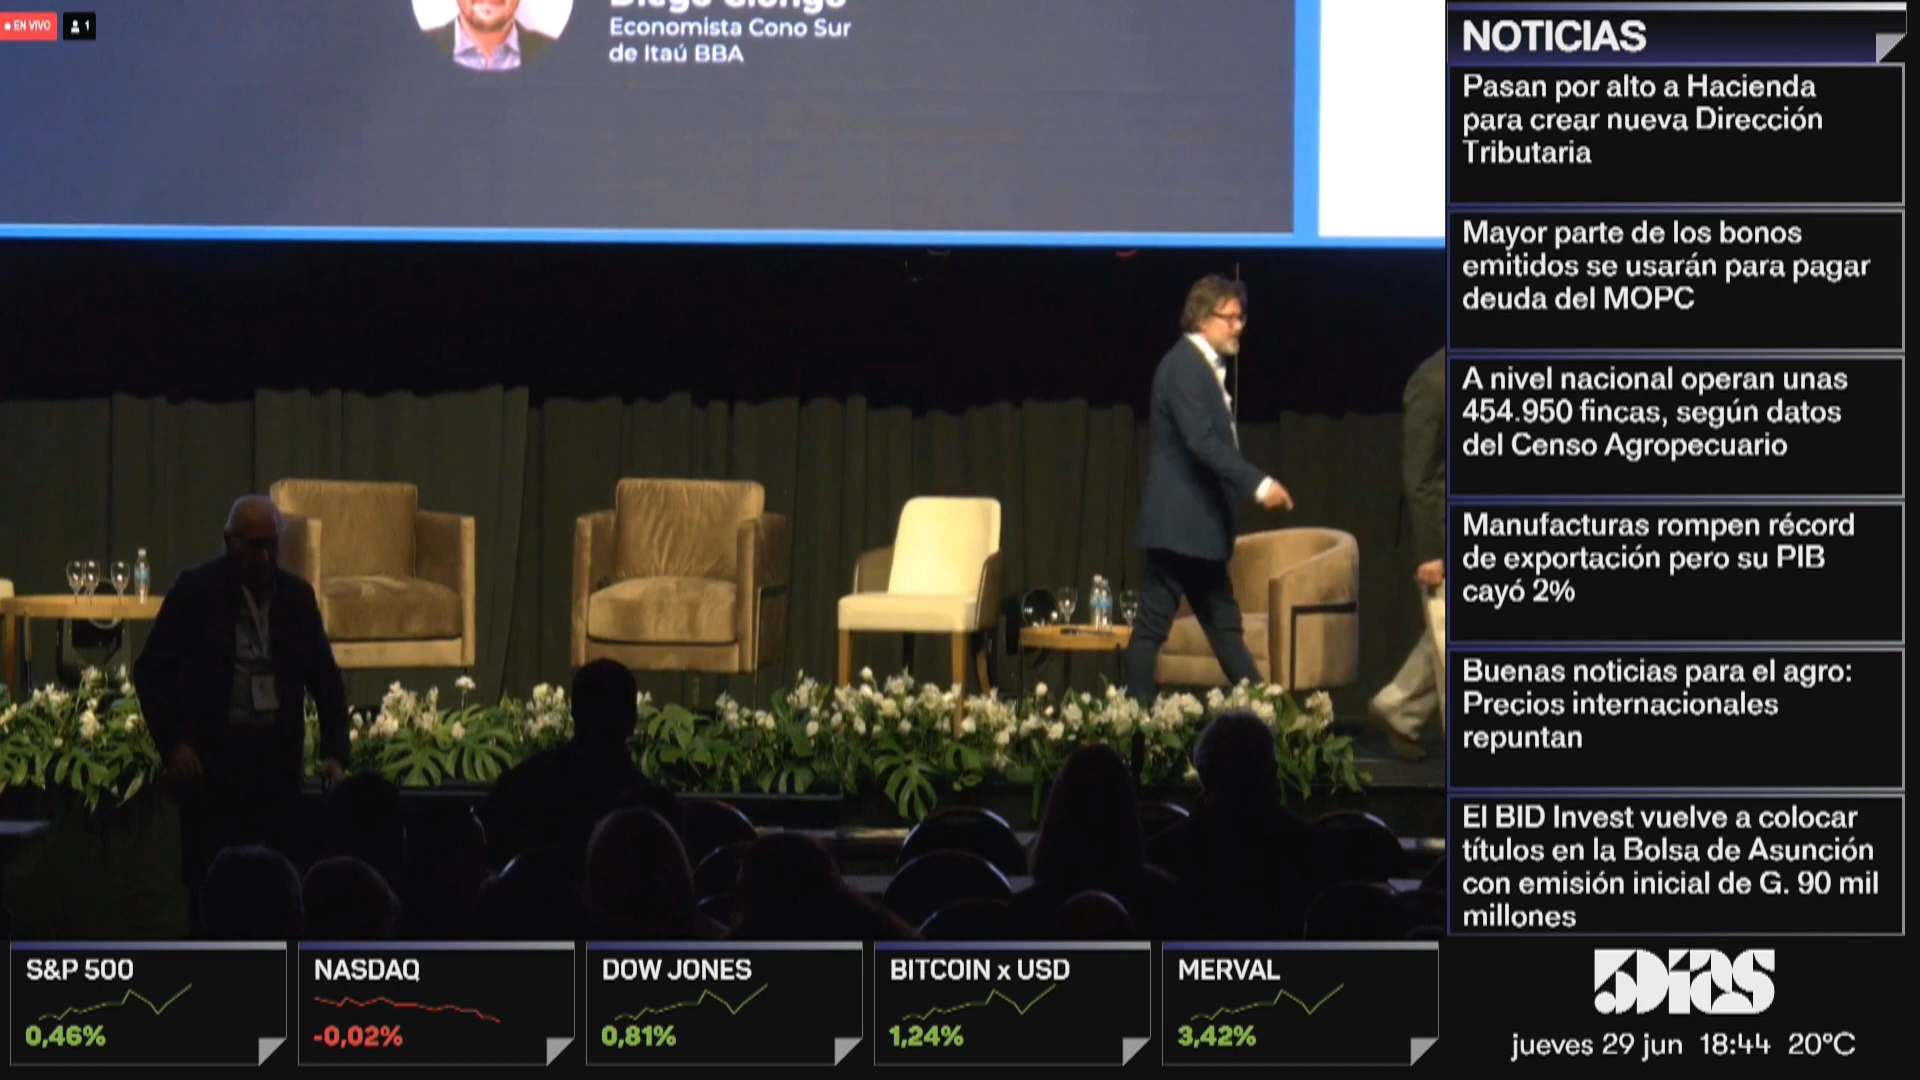 EN VIVO
1
Economista Cono Sur
de Itaú BBA
NOTICIAS
Pasan por alto a Hacienda
para crear nueva Dirección
Tributaria
Mayor parte de los bonos
emitidos se usarán para pagar
deuda del MOPC
A nivel nacional operan unas
454.950 fincas, según datos
del Censo Agropecuario
Manufacturas rompen récord
de exportación pero su PIB
cayó 2%
Buenas noticias para el agro:
Precios internacionales
repuntan
El BID Invest vuelve a colocar
títulos en la Bolsa de Asunción
con emisión inicial de G. 90 mil
millones
S&P 500
0,46%
NASDAQ
-0,02%
DOW JONES
0,81%
BITCOIN x USD
1,24%
MERVAL
3,42%
5Días
jueves 29 jun 18:44 20°C